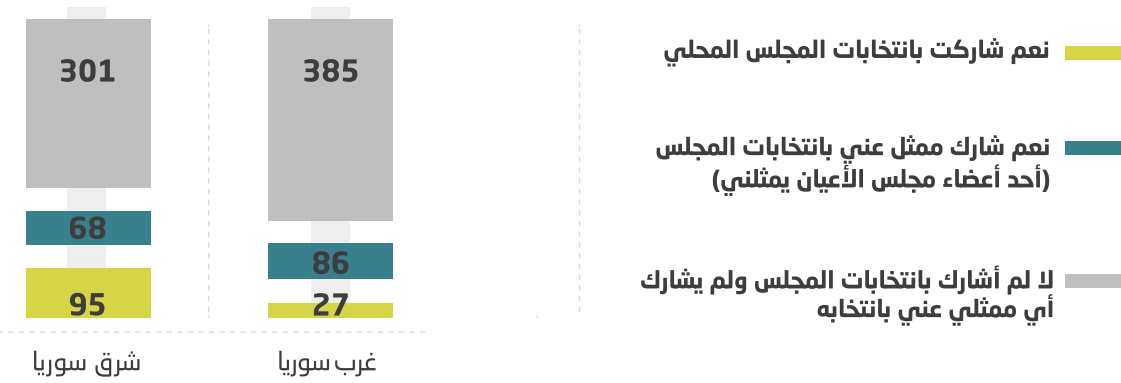 نعم شاركت بانتخابات المجلس المحلي
نعم شارك ممثل عني بانتخابات المجلس
(أحد أعضاء مجلس الأعيان يمثلني)
لا لم أشارك بانتخابات المجلس ولم يشارك
أي ممثلي عني بانتخابه
385
86
27
غرب سوريا
301
68
95
شرق سوريا